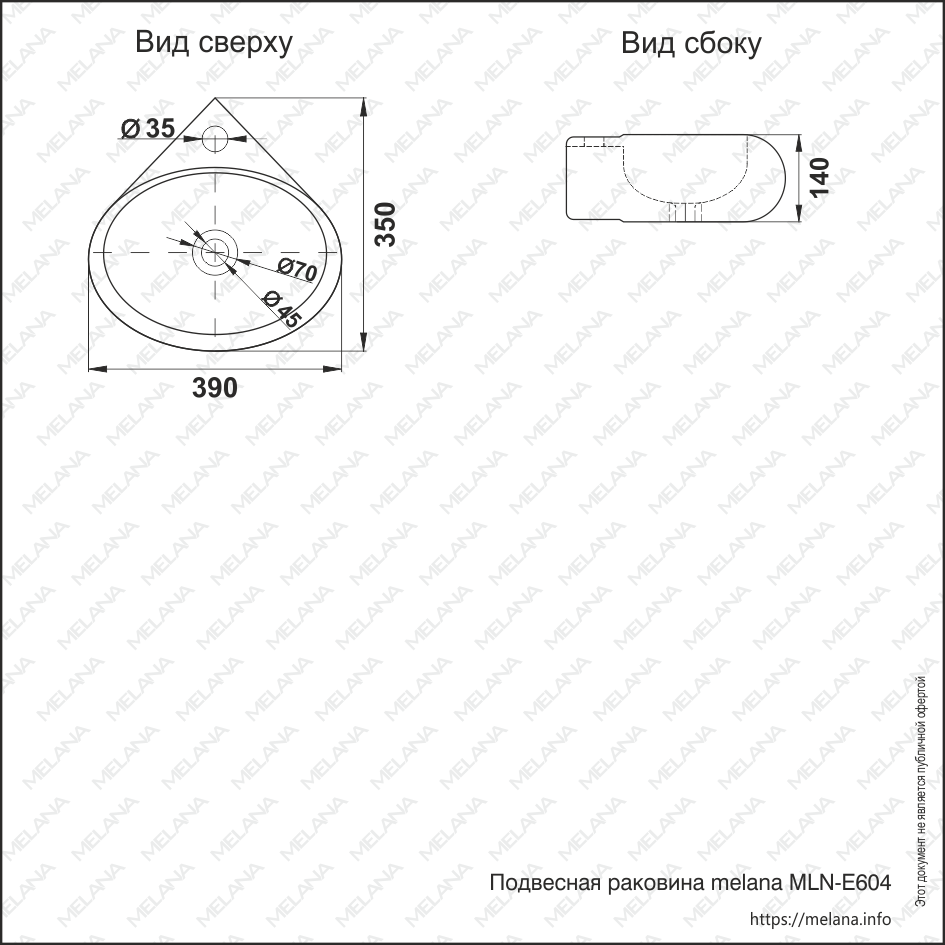 Вид сверху
Вид сбоку
Ø 35
140
350
Ø70
Ø 45
390
Этот документ не является публичной офертой
Подвесная раковина melana MLN-E604
https://melana.info
MELANA